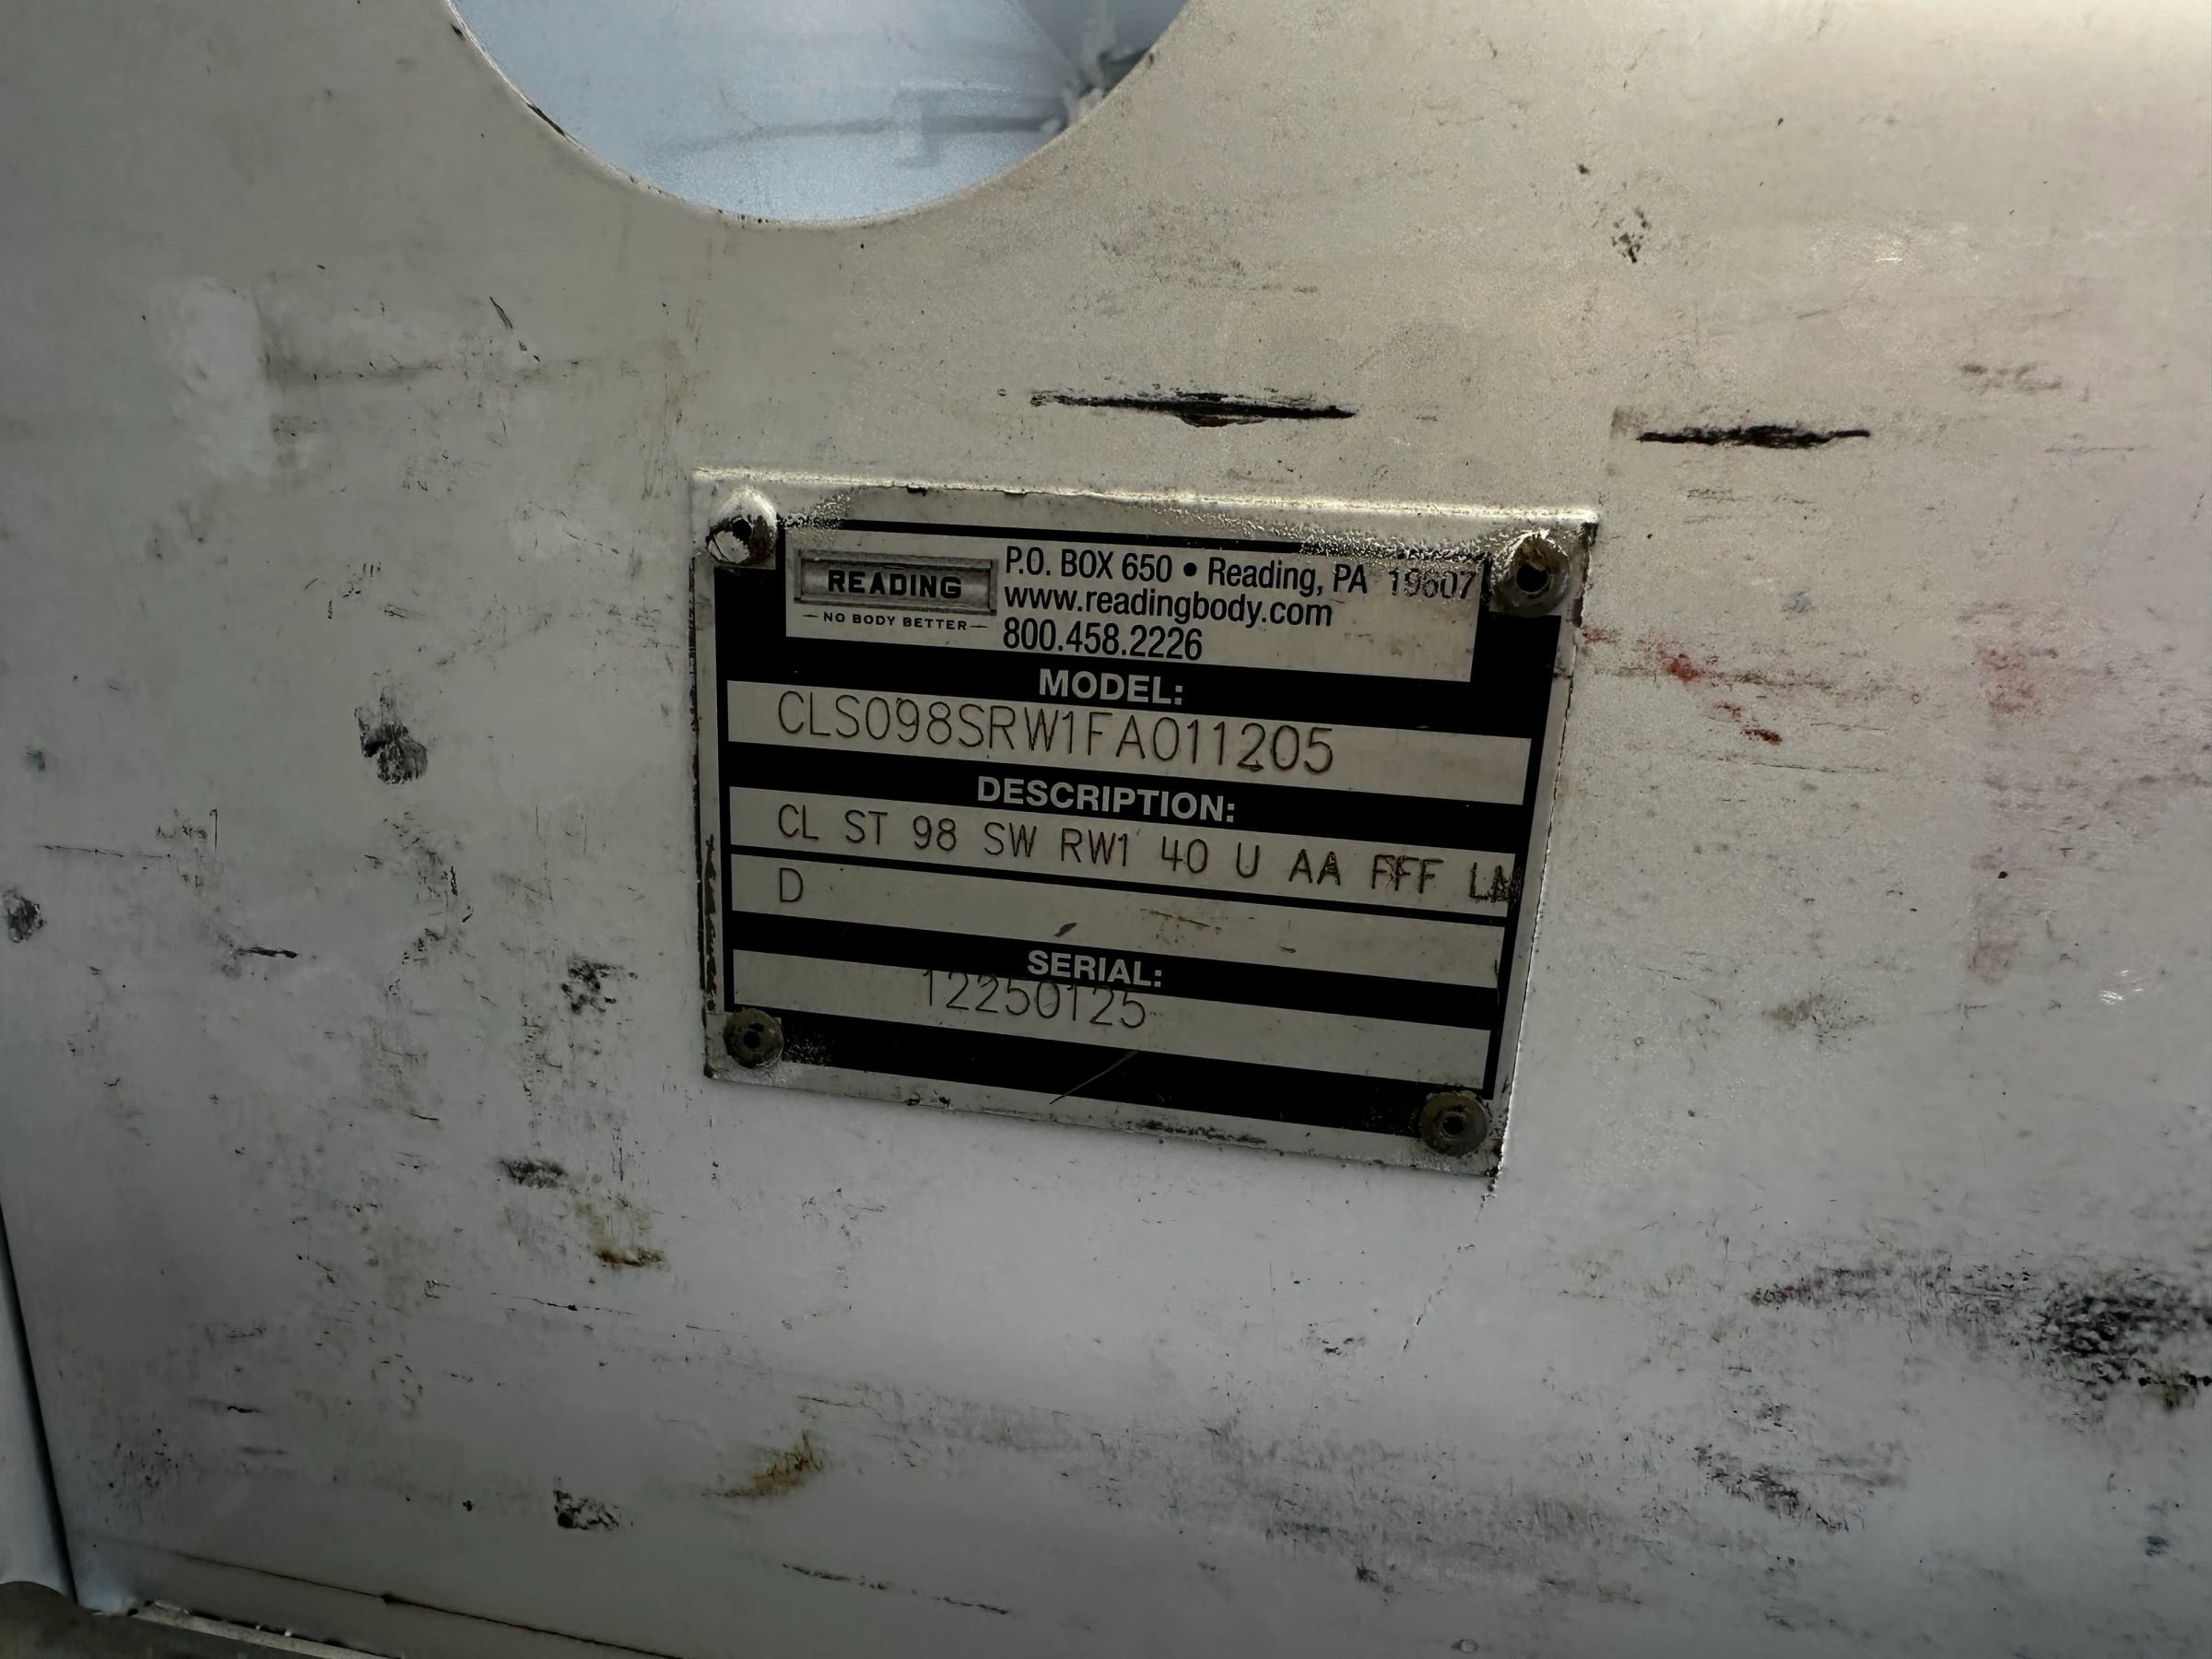 READING
NO BODY BETTER
P.O. BOX 650 • Reading, PA 19607
www.readingbody.com
800.458.2226
MODEL:
CLS098SRW1FA011205
DESCRIPTION:
CL ST 98 SW RW1 40 U AA FFF
D
SERIAL:
12250125